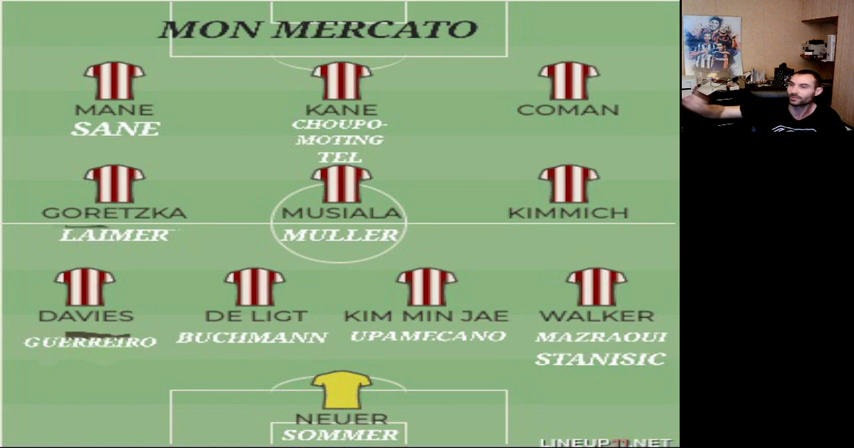 MON MERCATO
MANE KANE COMAN
SANE CHOUPO-
MOTING
TEL
GORETZKA MUSIALA KIMMICH
LAIMER MULLER
DAVIES DE LIGT KIM MIN JAE WALKER
GUERREIRO BUCHMANN UPAMECANO MAZRAOUI
STANISIC
NEUER
SOMMER
LINEUP11.NET